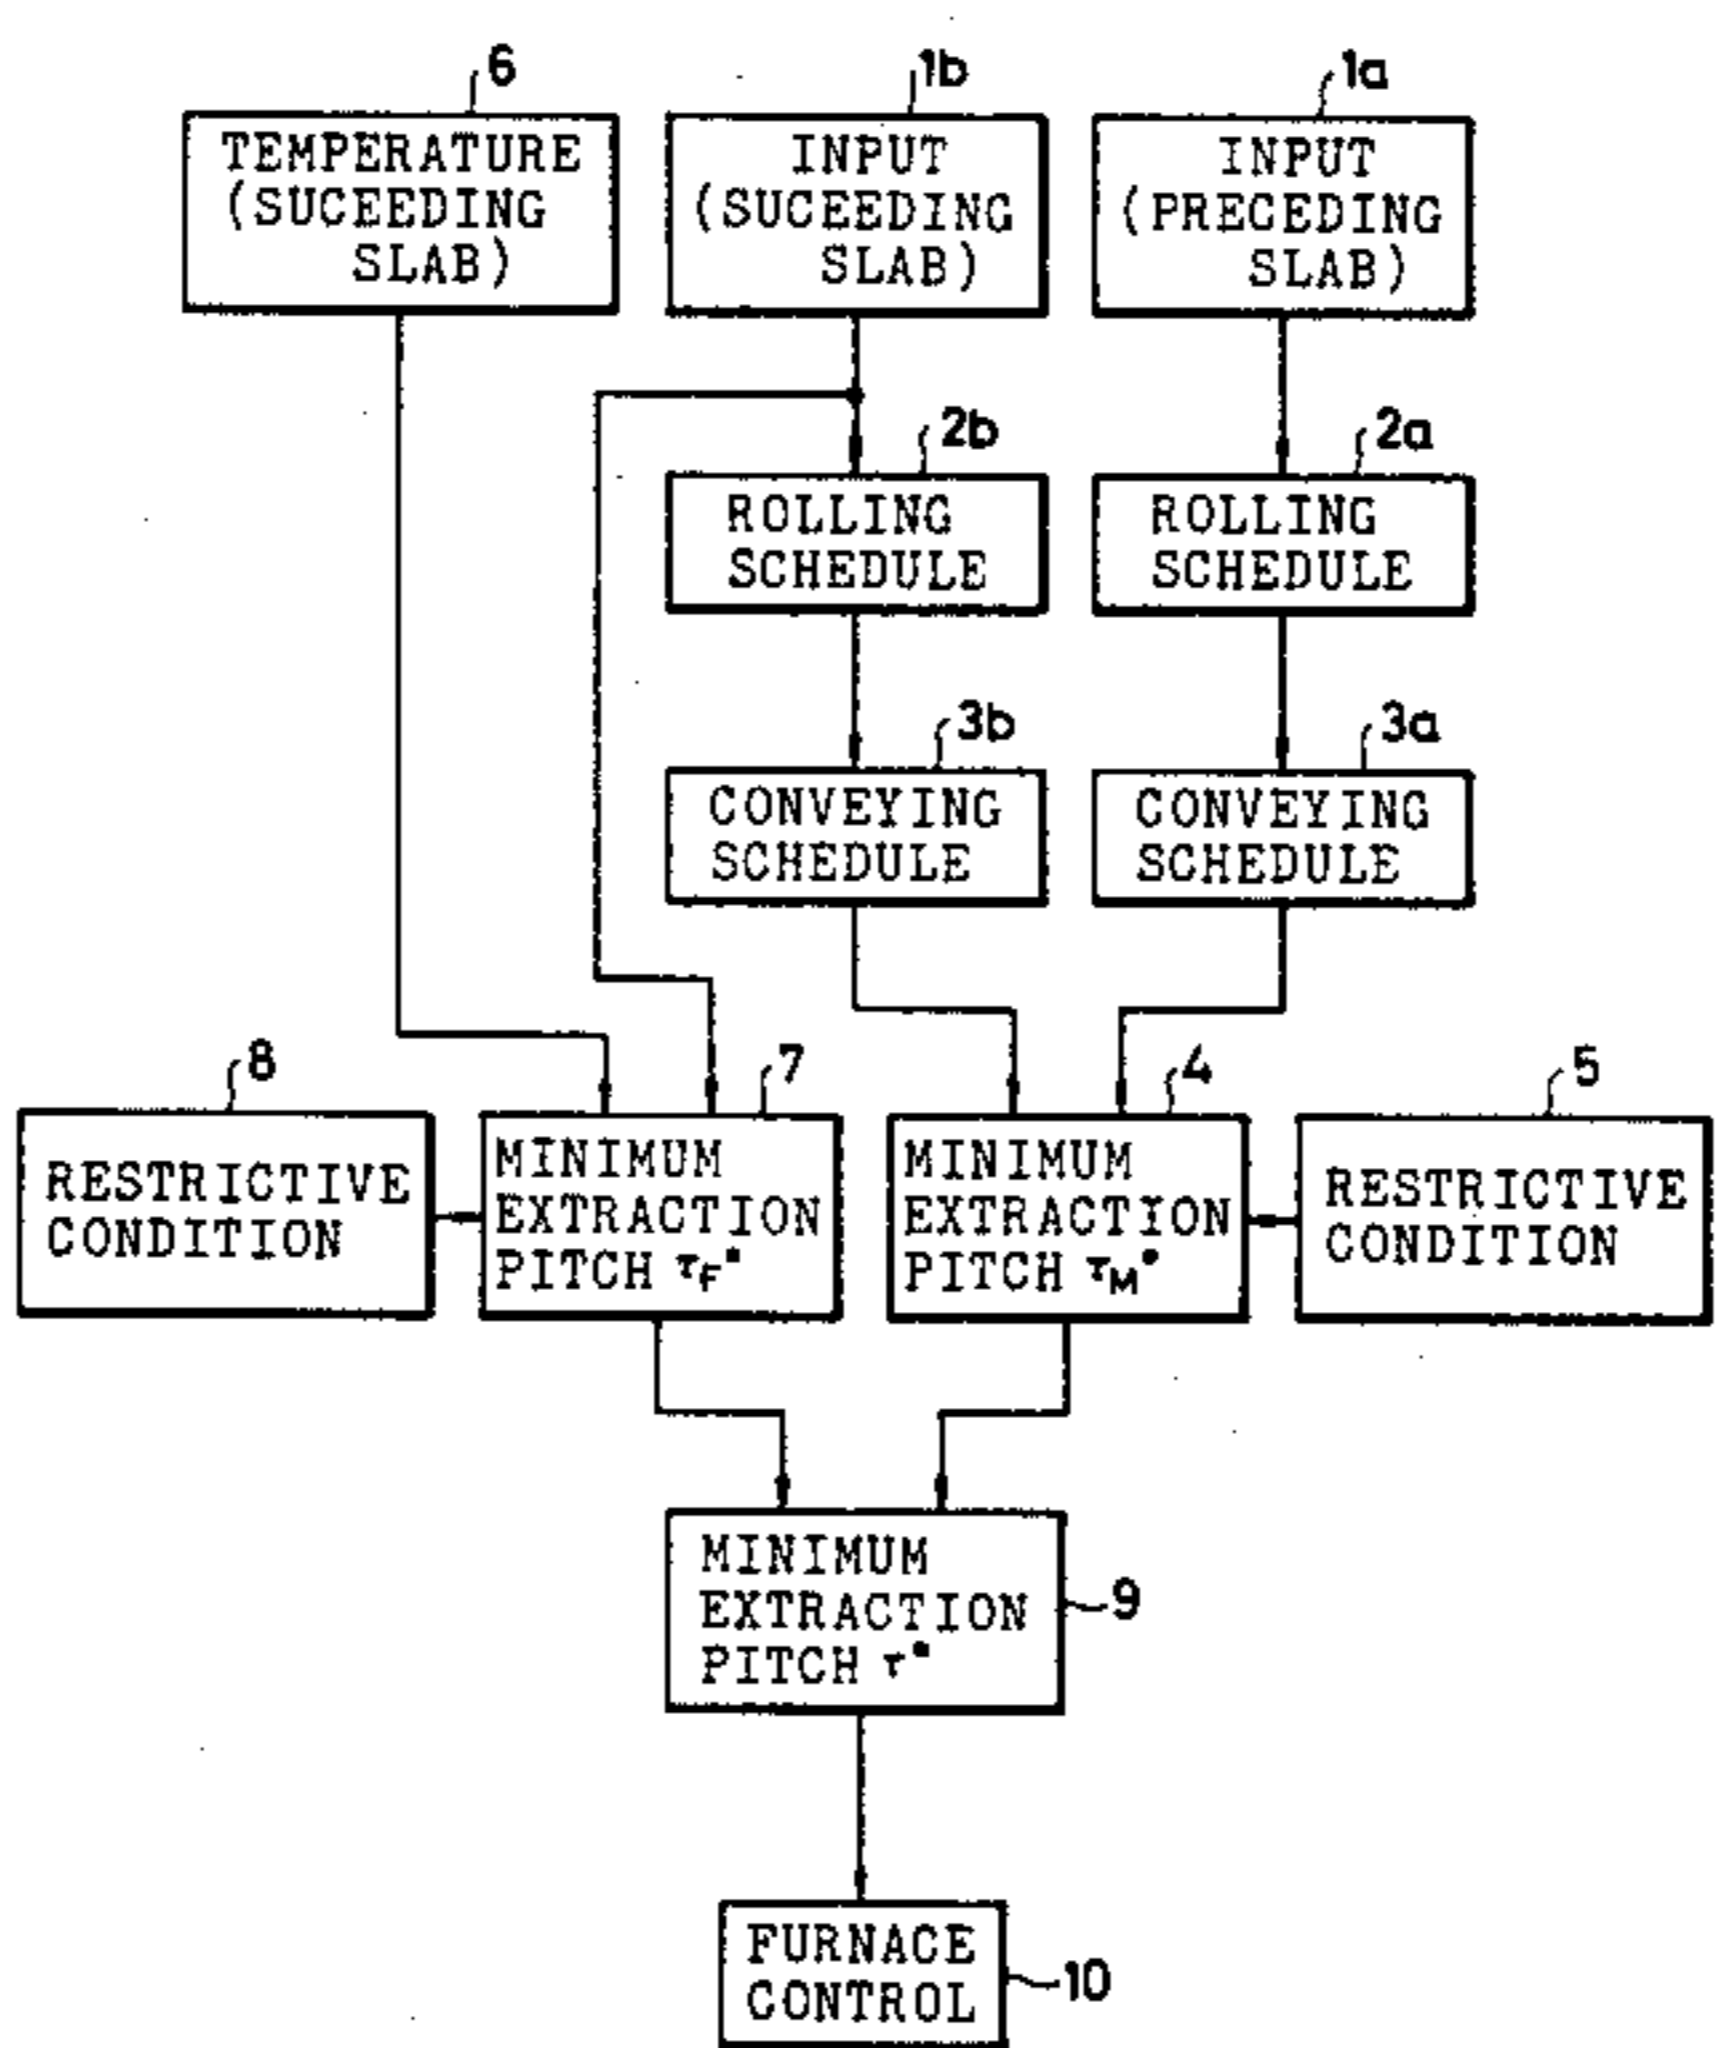 6
1b
1a
TEMPERATURE
(SUCEEDING
SLAB)
INPUT
(SUCEEDING
SLAB)
INPUT
(PRECEDING
SLAB)
2b
2a
ROLLING
SCHEDULE
ROLLING
SCHEDULE
3b
3a
CONVEYING
SCHEDULE
CONVEYING
SCHEDULE
8
7
4
5
RESTRICTIVE
CONDITION
MINIMUM
EXTRACTION
PITCH τF*
MINIMUM
EXTRACTION
PITCH τM*
RESTRICTIVE
CONDITION
MINIMUM
EXTRACTION
PITCH τ*
9
FURNACE
CONTROL
10